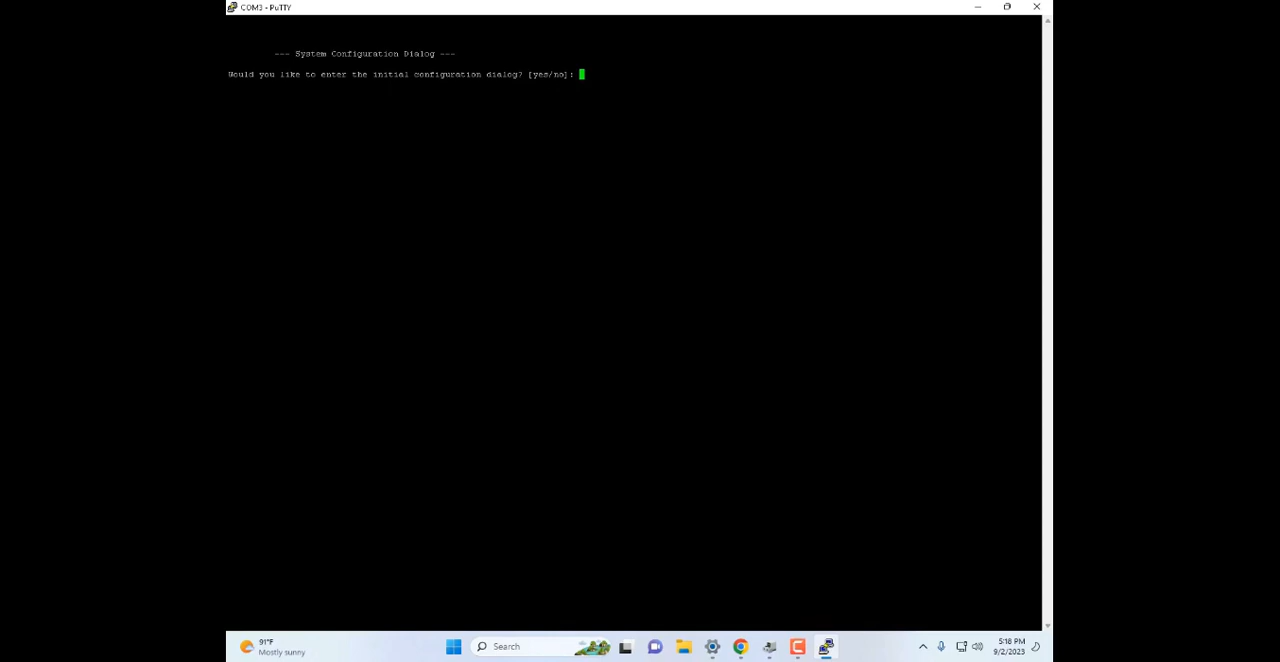 COM3 - PuTTY
--- System Configuration Dialog ---
Would you like to enter the initial configuration dialog? [yes/no]:
91°F
Mostly sunny
Search
5:18 PM
9/2/2023